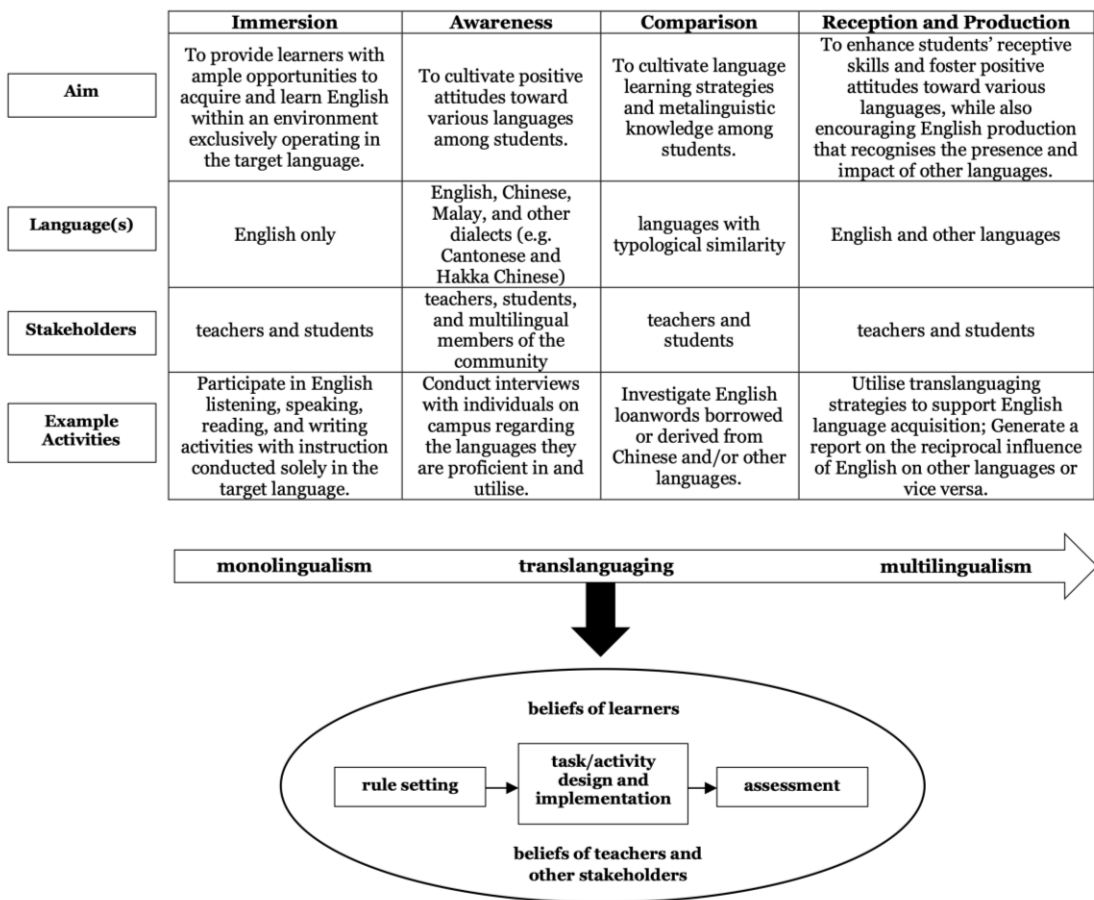 Immersion
Awareness
Comparison
Reception and Production
Aim
To provide learners with
ample opportunities to
acquire and learn English
within an environment
exclusively operating in
the target language.
To cultivate positive
attitudes toward
various languages
among students.
To cultivate language
learning strategies
and metalinguistic
knowledge among
students.
To enhance students’ receptive
skills and foster positive
attitudes toward various
languages, while also
encouraging English production
that recognises the presence and
impact of other languages.
Language(s)
English only
English, Chinese,
Malay, and other
dialects (e.g.
Cantonese and
Hakka Chinese)
languages with
typological similarity
English and other languages
Stakeholders
teachers and students
teachers, students,
and multilingual
members of the
community
teachers and
students
teachers and students
Example
Activities
Participate in English
listening, speaking,
reading, and writing
activities with instruction
conducted solely in the
target language.
Conduct interviews
with individuals on
campus regarding
the languages they
are proficient in and
utilise.
Investigate English
loanwords borrowed
or derived from
Chinese and/or other
languages.
Utilise translanguaging
strategies to support English
language acquisition; Generate a
report on the reciprocal influence
of English on other languages or
vice versa.
monolingualism
translanguaging
multilingualism
beliefs of learners
rule setting
task/activity
design and
implementation
assessment
beliefs of teachers and
other stakeholders